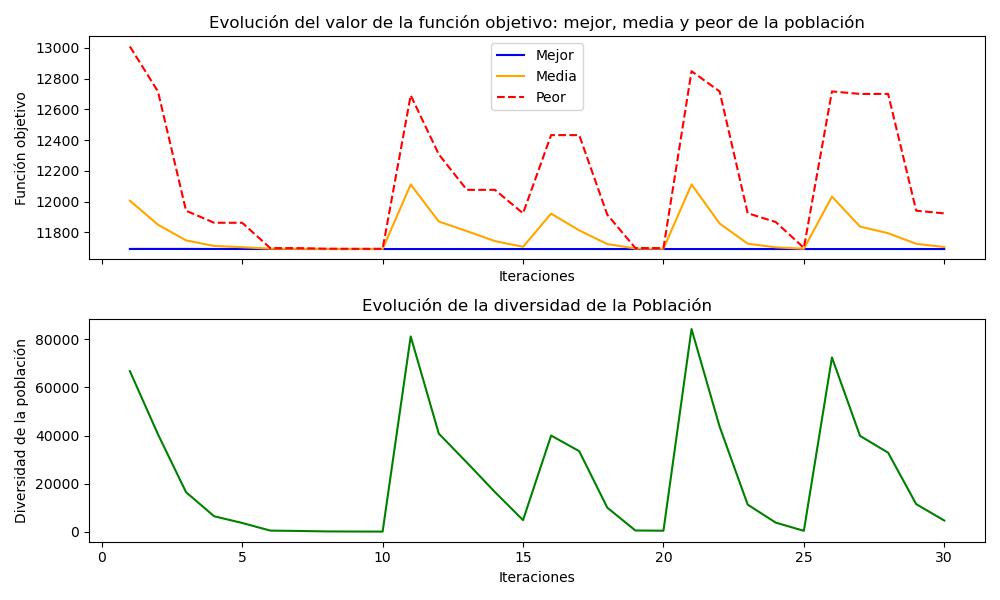 Evolución del valor de la función objetivo: mejor, media y peor de la población
13000
12800
12600
12400
12200
12000
11800
Función objetivo
Mejor
Media
Peor
Iteraciones
Evolución de la diversidad de la Población
80000
60000
40000
20000
0
Diversidad de la población
0 5 10 15 20 25 30
Iteraciones